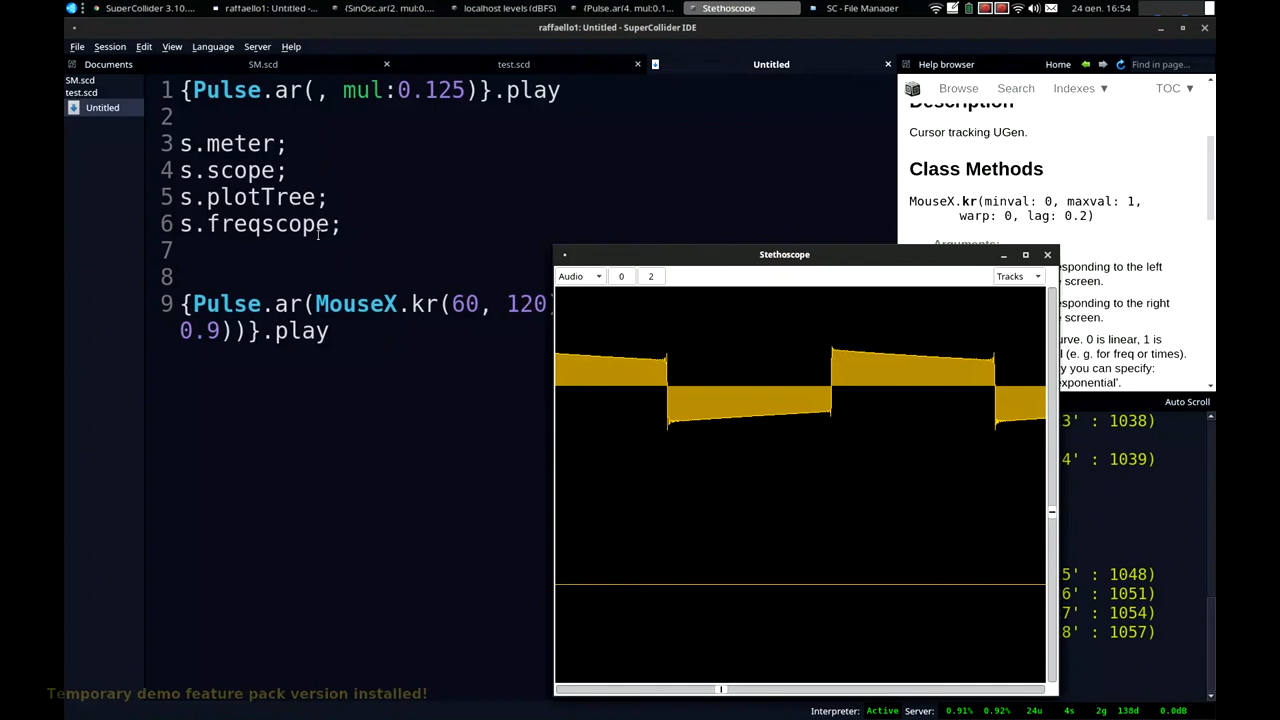 SuperCollider 3.10....
raffaello1: Untitled -...
{SinOsc.ar(2, mul:0....
localhost levels (dBFS)
{Pulse.ar(4, mul:0.1...
Stethoscope
SC - File Manager
24 gen, 16:54
raffaello1: Untitled - SuperCollider IDE
File Session Edit View Language Server Help
Documents
SM.scd
test.scd
Untitled
Help browser
Home
Find in page...
SM.scd
test.scd
Untitled
1 {Pulse.ar(, mul:0.125)}.play
2
3 s.meter;
4 s.scope;
5 s.plotTree;
6 s.freqscope;
7
8
9 {Pulse.ar(MouseX.kr(60, 120)
0.9))}.play
Browse Search Indexes ▼ TOC ▼
Description
Cursor tracking UGen.
Class Methods
MouseX.kr(minval: 0, maxval: 1,
warp: 0, lag: 0.2)
Arguments:
esponding to the left
e screen.
esponding to the right
e screen.
urve. 0 is linear, 1 is
l (e. g. for freq or times).
y you can specify:
exponential'.
Stethoscope
Audio 0 2 Tracks
Auto Scroll
3' : 1038)
4' : 1039)
5' : 1048)
6' : 1051)
7' : 1054)
8' : 1057)
Temporary demo feature pack version installed!
Interpreter: Active Server: 0.91% 0.92% 24u 4s 2g 138d 0.0dB